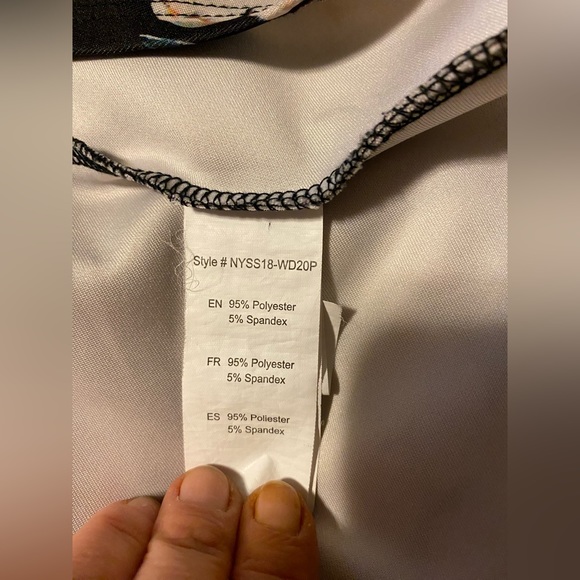 Style # NYSS18-WD20P
EN 95% Polyester
5% Spandex
FR 95% Polyester
5% Spandex
ES 95% Poliester
5% Spandex